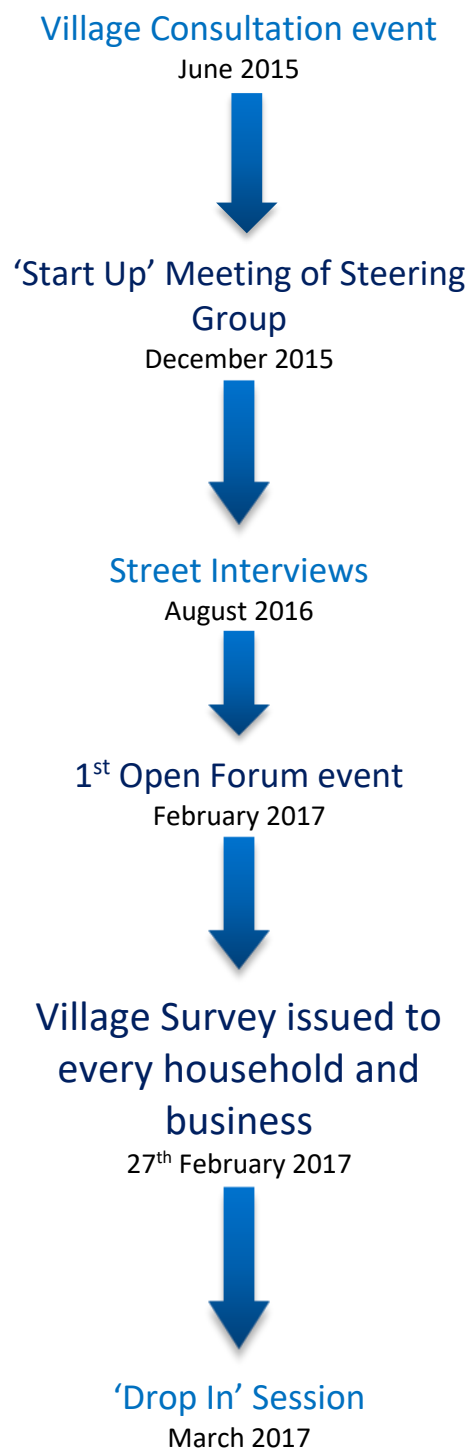 Village Consultation event
June 2015
‘Start Up’ Meeting of Steering
Group
December 2015
Street Interviews
August 2016
1st Open Forum event
February 2017
Village Survey issued to
every household and
business
27th February 2017
‘Drop In’ Session
March 2017